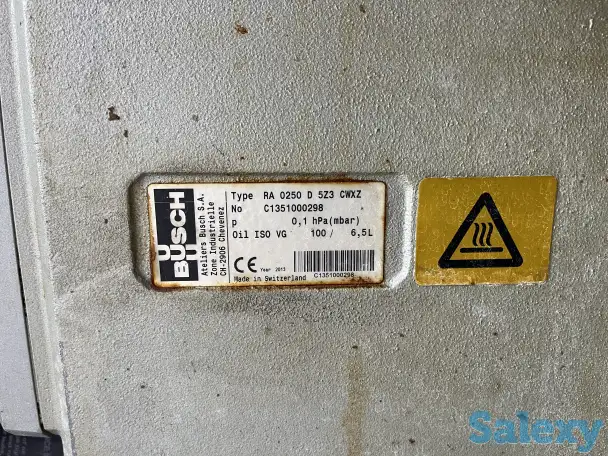 BUSCH
Ateliers Busch S.A.
Zone Industrielle
CH-2906 Chevenez
Type RA 0250 D 5Z3 CWXZ
No C1351000298
p 0,1 hPa(mbar)
Oil ISO VG 100 / 6,5L
CE Year 2013
Made in Switzerland
C1351000298
Salexy